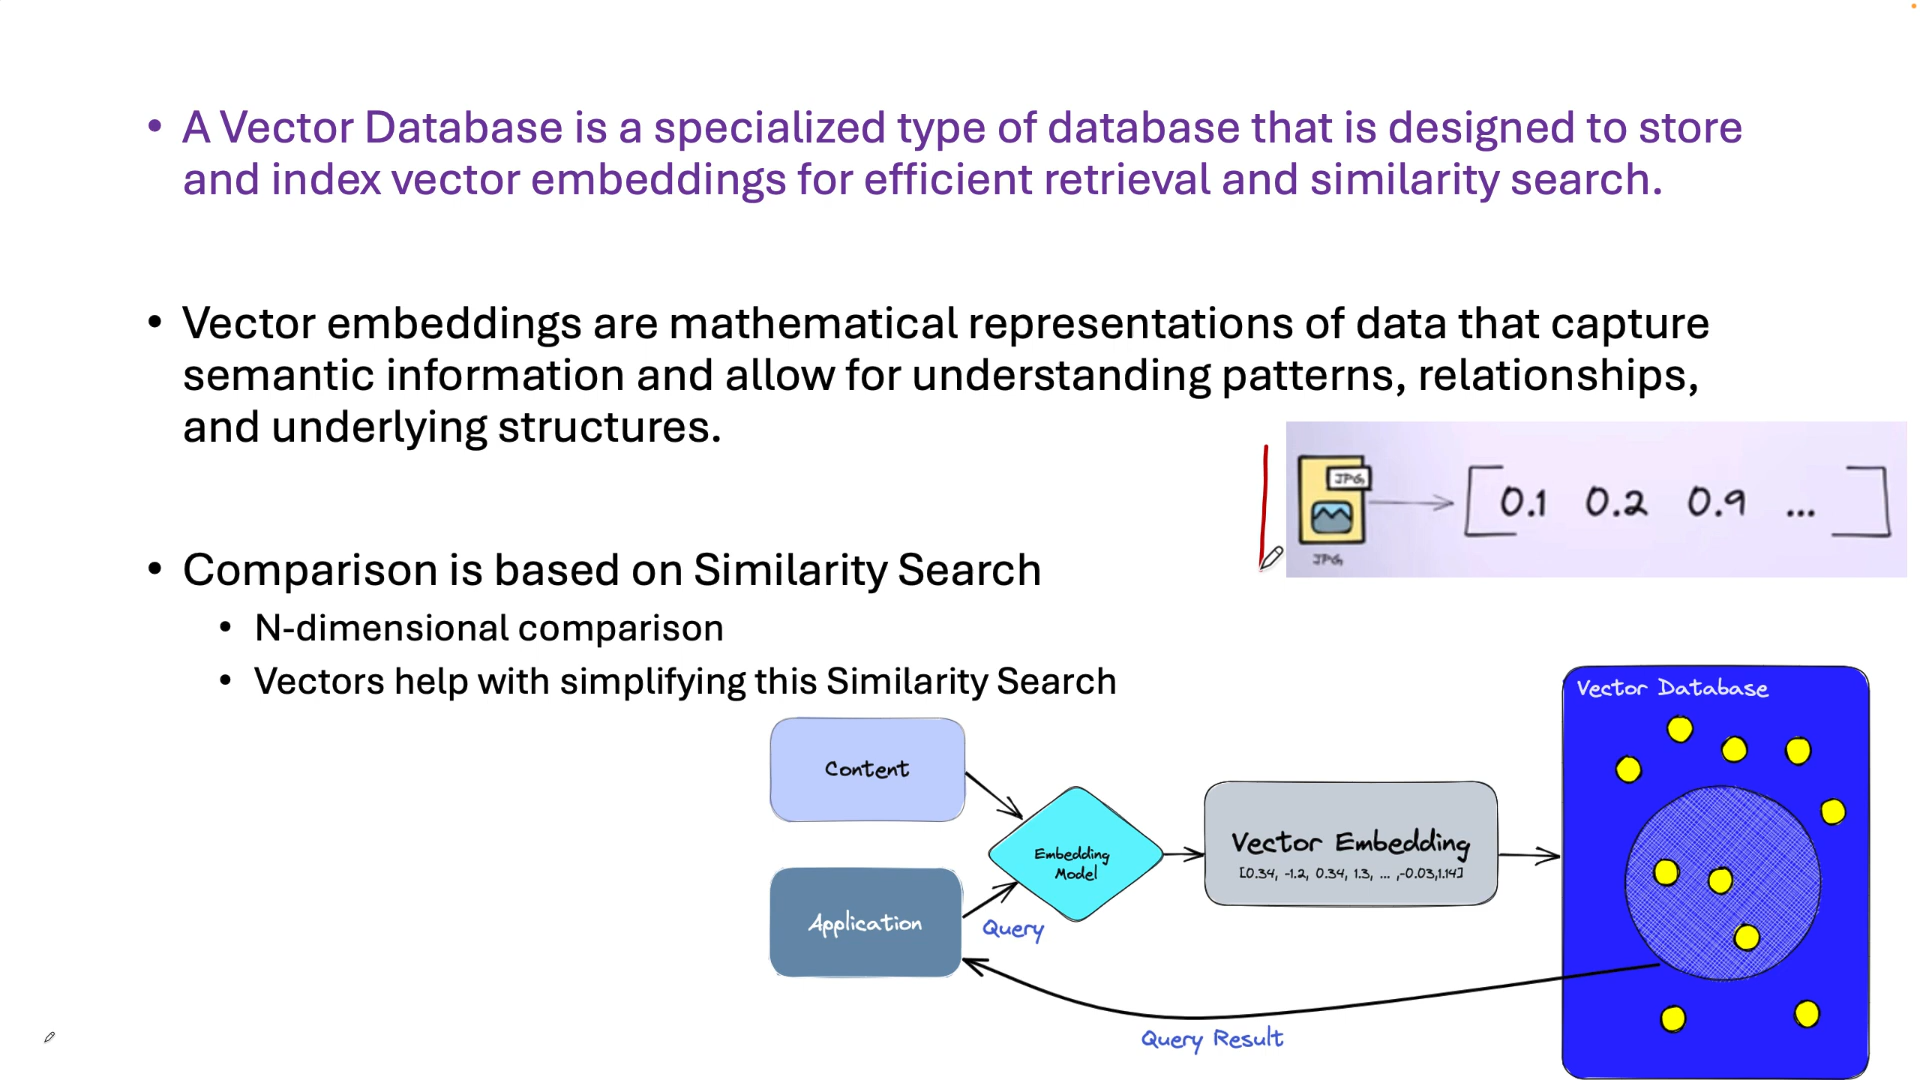 • A Vector Database is a specialized type of database that is designed to store
and index vector embeddings for efficient retrieval and similarity search.
• Vector embeddings are mathematical representations of data that capture
semantic information and allow for understanding patterns, relationships,
and underlying structures.
JPG
[0.1 0.2 0.9 ... ]
JPG
• Comparison is based on Similarity Search
• N-dimensional comparison
• Vectors help with simplifying this Similarity Search
Content
Application
Query
Embedding
Model
Vector Embedding
[0.34, -1.2, 0.34, 1.3, ... ,-0.03,1.14]
Vector Database
Query Result